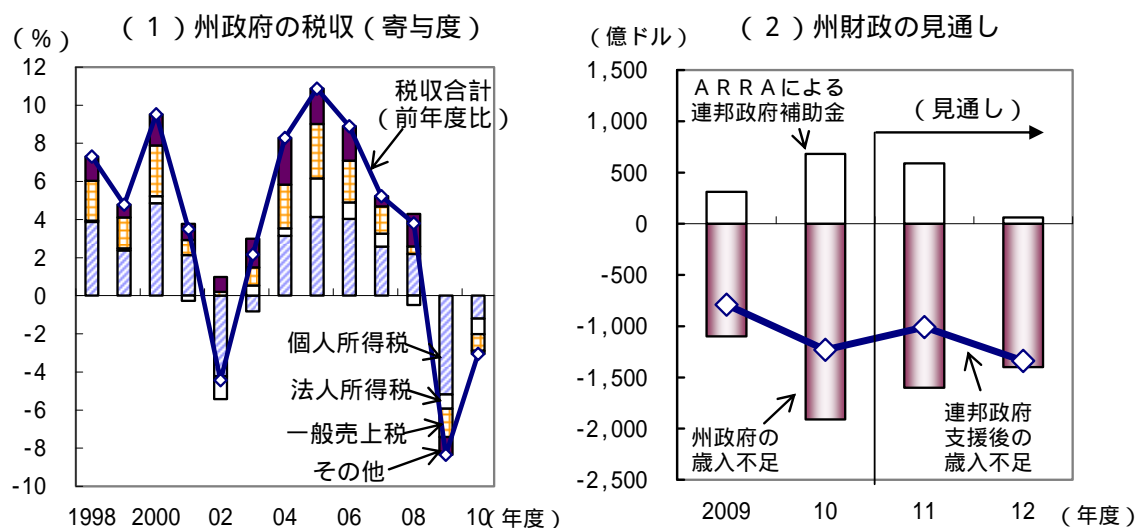 （１）州政府の税収（寄与度）
（％）
12
10
8
6
4
2
0
-2
-4
-6
-8
-10
税収合計
（前年度比）
個人所得税
法人所得税
一般売上税
その他
1998 2000 02 04 06 08 10（年度）
（２）州財政の見通し
（億ドル）
1,500
1,000
500
0
-500
-1,000
-1,500
-2,000
-2,500
ＡＲＲＡによる
連邦政府補助金
（見通し）
州政府の
歳入不足
連邦政府
支援後の
歳入不足
2009 10 11 12（年度）